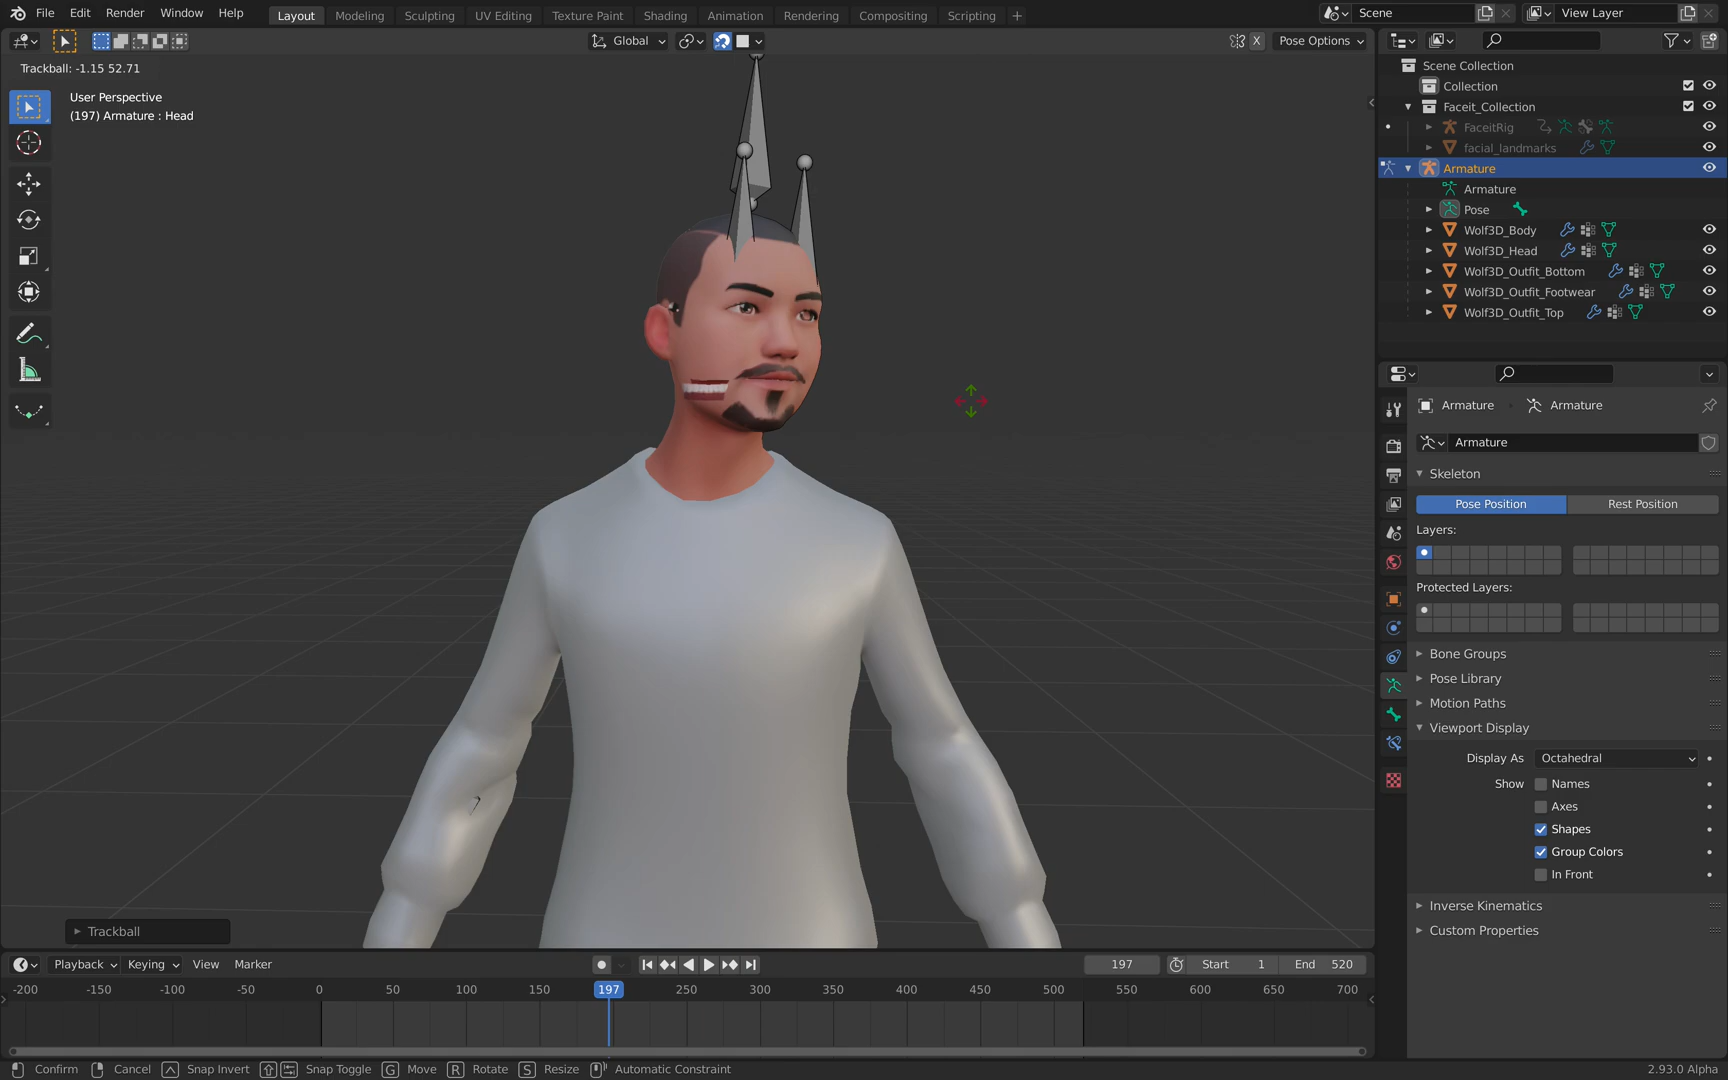 File Edit Render Window Help
Layout Modeling Sculpting UV Editing Texture Paint Shading Animation Rendering Compositing Scripting +
Scene
View Layer
Global
X
Pose Options
Trackball: -1.15 52.71
User Perspective
(197) Armature : Head
Scene Collection
Collection
Faceit_Collection
FaceitRig
facial_landmarks
Armature
Armature
Pose
Wolf3D_Body
Wolf3D_Head
Wolf3D_Outfit_Bottom
Wolf3D_Outfit_Footwear
Wolf3D_Outfit_Top
Armature Armature
Armature
Skeleton
Pose Position Rest Position
Layers:
Protected Layers:
Bone Groups
Pose Library
Motion Paths
Viewport Display
Display As Octahedral
Show Names
Axes
Shapes
Group Colors
In Front
Inverse Kinematics
Custom Properties
Trackball
Playback Keying View Marker
197 Start 1 End 520
-200 -150 -100 -50 0 50 100 150 197 250 300 350 400 450 500 550 600 650 700
Confirm Cancel Snap Invert Snap Toggle G Move R Rotate S Resize Automatic Constraint
2.93.0 Alpha